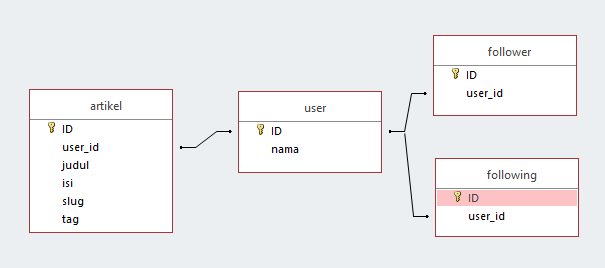 artikel
ID
user_id
judul
isi
slug
tag
user
ID
nama
follower
ID
user_id
following
ID
user_id